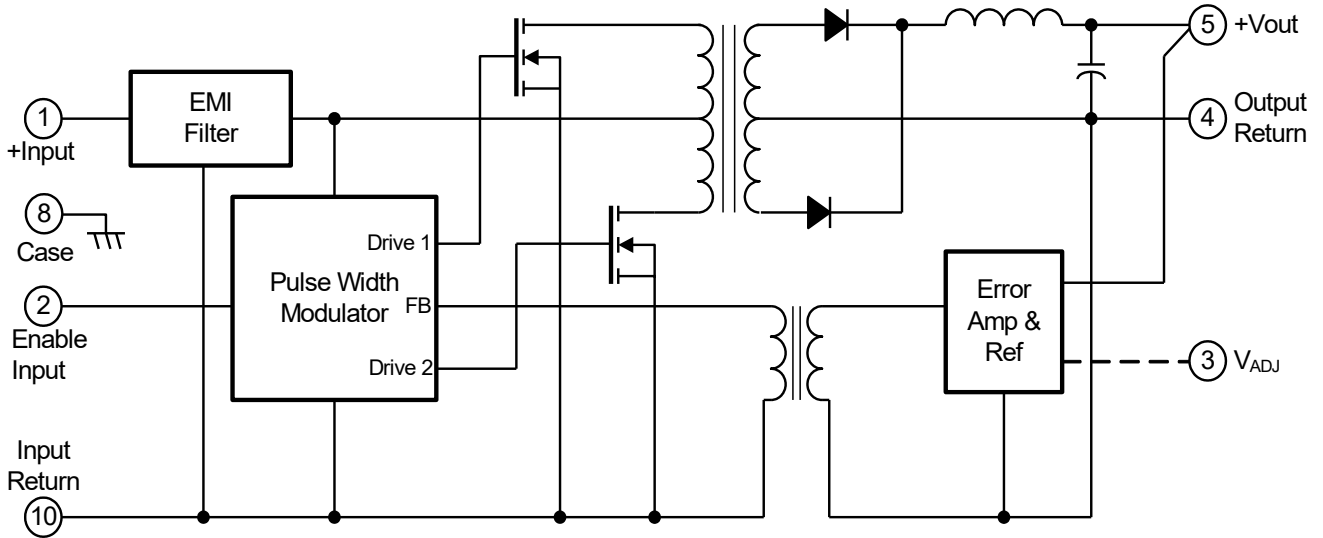 1
+Input
EMI
Filter
8
Case
2
Enable
Input
Input
Return
10
Drive 1
Pulse Width
Modulator
FB
Drive 2
5
+Vout
4
Output
Return
Error
Amp &
Ref
3
VADJ